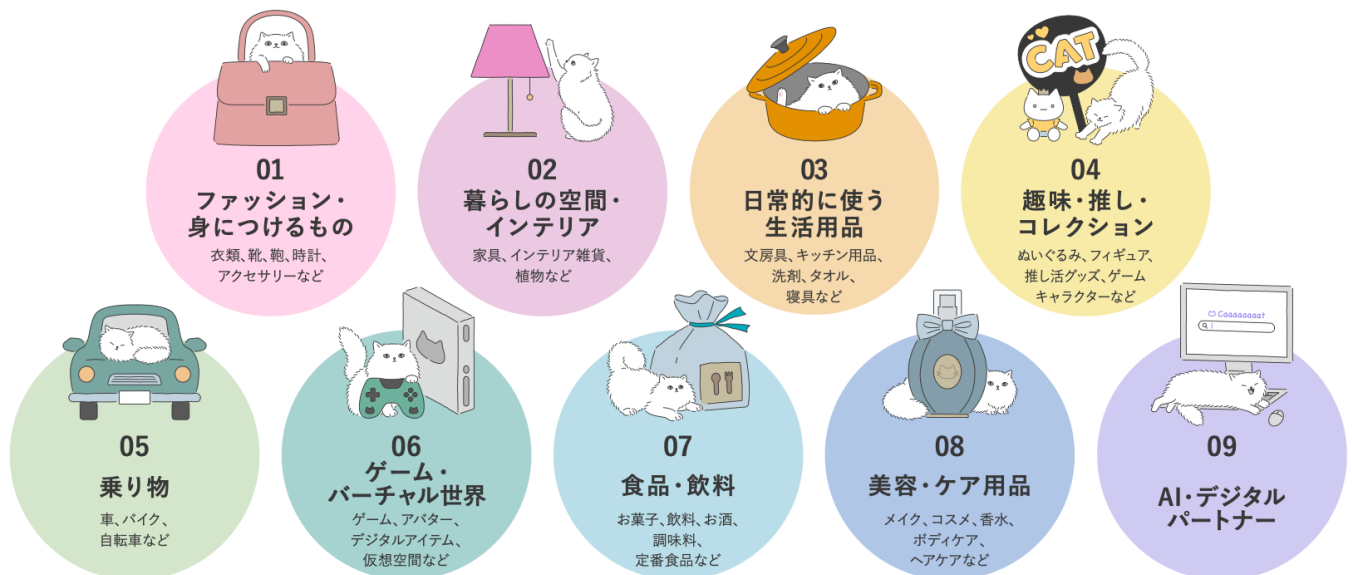 01
ファッション・
身につけるもの
衣類、靴、鞄、時計、
アクセサリーなど
02
暮らしの空間・
インテリア
家具、インテリア雑貨、
植物など
03
日常的に使う
生活用品
文房具、キッチン用品、
洗剤、タオル、
寝具など
CAT
04
趣味・推し・
コレクション
ぬいぐるみ、フィギュア、
推し活グッズ、ゲーム
キャラクターなど
05
乗り物
車、バイク、
自転車など
06
ゲーム・
バーチャル世界
ゲーム、アバター、
デジタルアイテム、
仮想空間など
07
食品・飲料
お菓子、飲料、お酒、
調味料、
定番食品など
08
美容・ケア用品
メイク、コスメ、香水、
ボディケア、
ヘアケアなど
Caaaaaaaat
09
AI・デジタル
パートナー